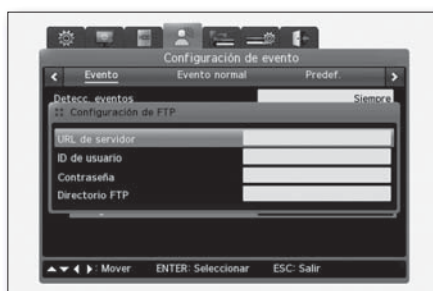 Configuración de evento
Evento Evento normal Predef.
Detecc. eventos Siempre
Configuración de FTP
URL de servidor
ID de usuario
Contraseña
Directorio FTP
: Mover ENTER: Seleccionar ESC: Salir